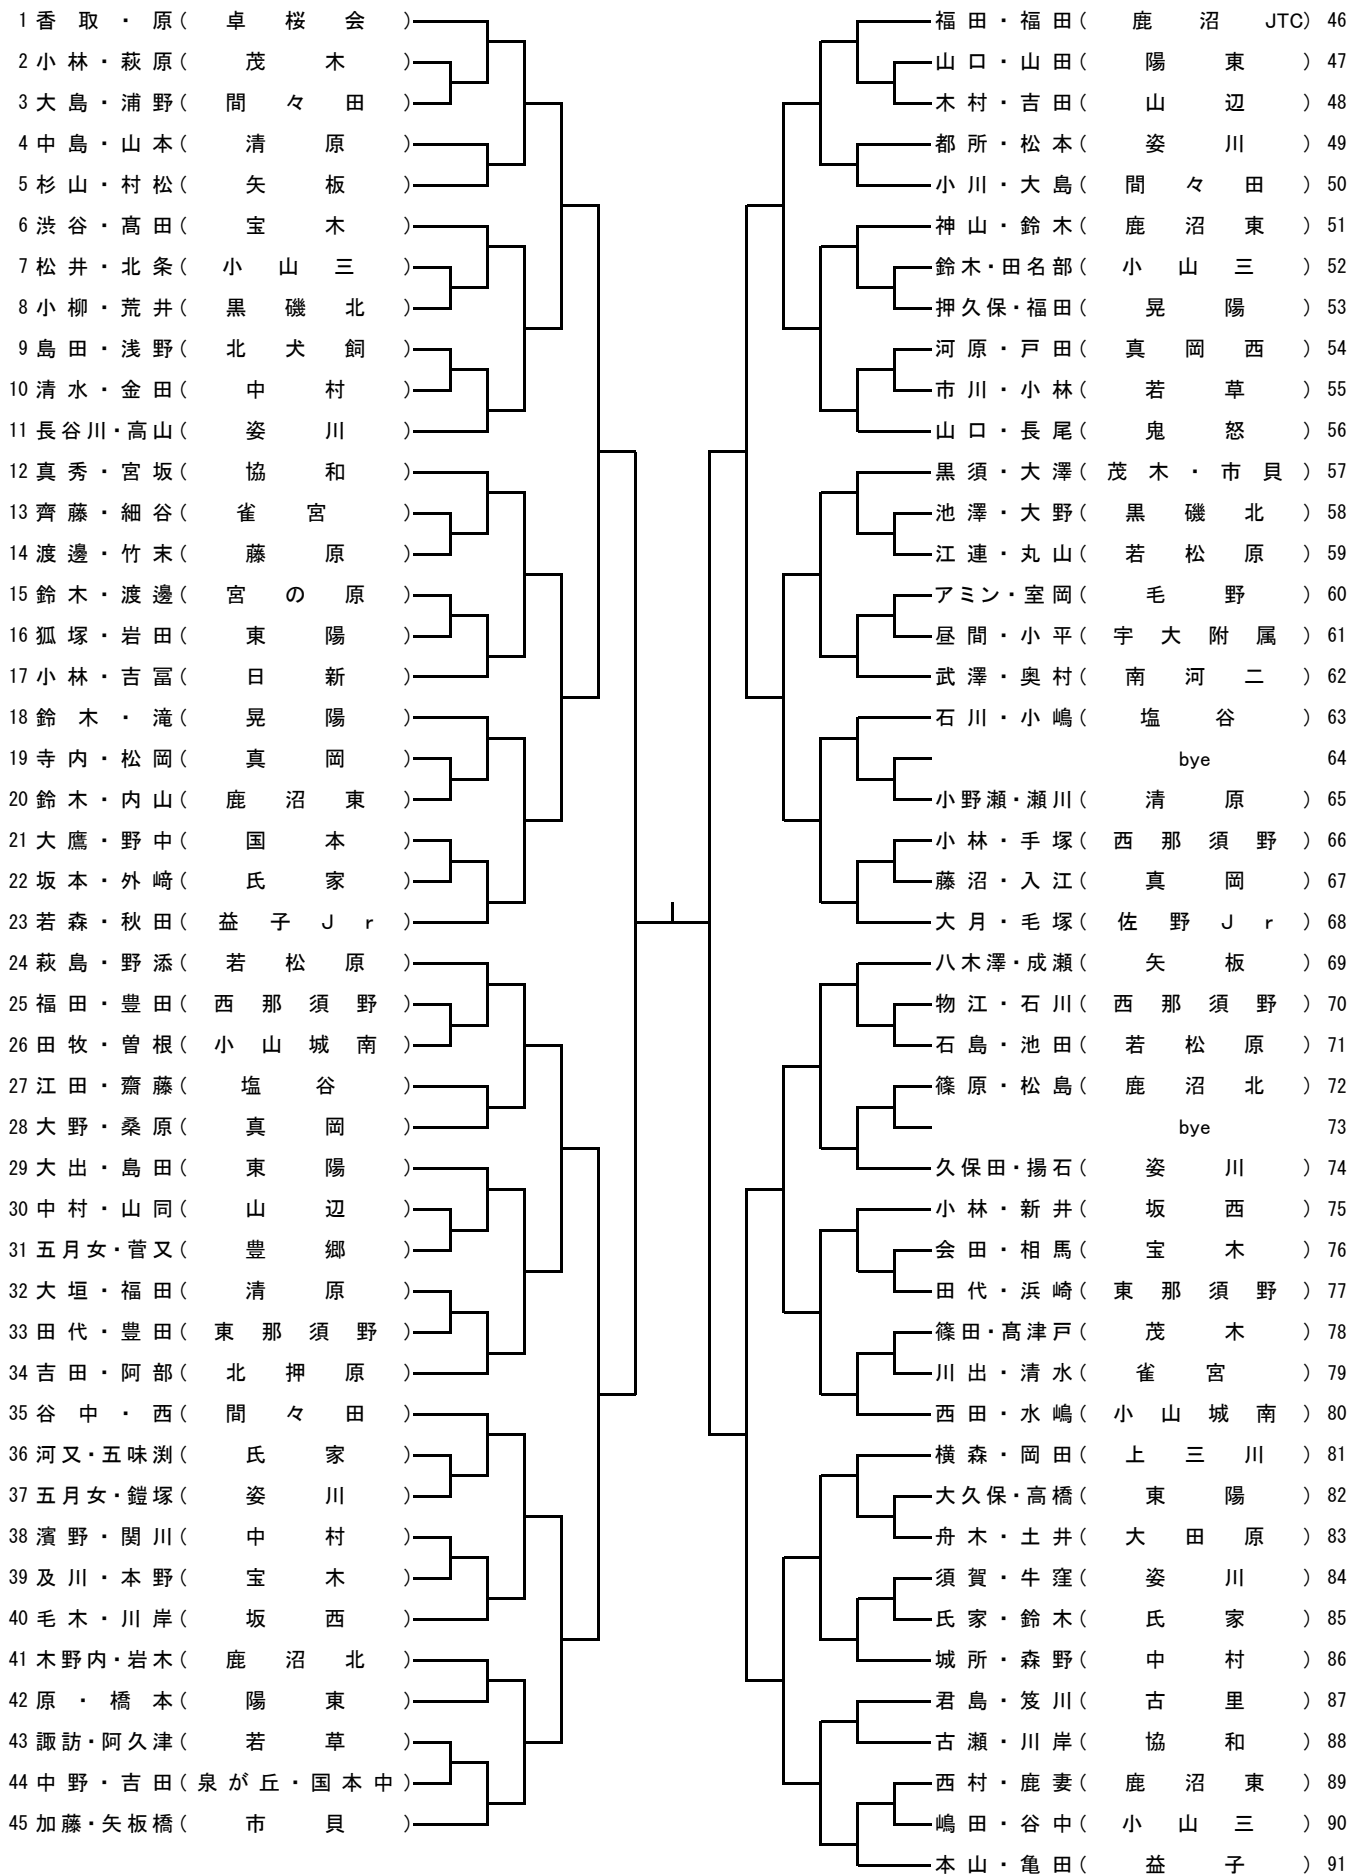 1 香取・原(卓桜会)
2 小林・萩原(茂木)
3 大島・浦野(間々田)
4 中島・山本(清原)
5 杉山・村松(矢板)
6 渋谷・髙田(宝木)
7 松井・北条(小山三)
8 小柳・荒井(黒磯北)
9 島田・浅野(北犬飼)
10 清水・金田(中村)
11 長谷川・高山(姿川)
12 真秀・宮坂(協和)
13 齊藤・細谷(雀宮)
14 渡邊・竹末(藤原)
15 鈴木・渡邊(宮の原)
16 狐塚・岩田(東陽)
17 小林・吉冨(日新)
18 鈴木・滝(晃陽)
19 寺内・松岡(真岡)
20 鈴木・内山(鹿沼東)
21 大鷹・野中(国本)
22 坂本・外﨑(氏家)
23 若森・秋田(益子Jr)
24 萩島・野添(若松原)
25 福田・豊田(西那須野)
26 田牧・曽根(小山城南)
27 江田・齋藤(塩谷)
28 大野・桑原(真岡)
29 大出・島田(東陽)
30 中村・山同(山辺)
31 五月女・菅又(豊郷)
32 大垣・福田(清原)
33 田代・豊田(東那須野)
34 吉田・阿部(北押原)
35 谷中・西(間々田)
36 河又・五味渕(氏家)
37 五月女・鎧塚(姿川)
38 濱野・関川(中村)
39 及川・本野(宝木)
40 毛木・川岸(坂西)
41 木野内・岩木(鹿沼北)
42 原・橋本(陽東)
43 諏訪・阿久津(若草)
44 中野・吉田(泉が丘・国本中)
45 加藤・矢板橋(市貝)
福田・福田(鹿沼JTC) 46
山口・山田(陽東) 47
木村・吉田(山辺) 48
都所・松本(姿川) 49
小川・大島(間々田) 50
神山・鈴木(鹿沼東) 51
鈴木・田名部(小山三) 52
押久保・福田(晃陽) 53
河原・戸田(真岡西) 54
市川・小林(若草) 55
山口・長尾(鬼怒) 56
黒須・大澤(茂木・市貝) 57
池澤・大野(黒磯北) 58
江連・丸山(若松原) 59
アミン・室岡(毛野) 60
昼間・小平(宇大附属) 61
武澤・奥村(南河二) 62
石川・小嶋(塩谷) 63
bye 64
小野瀬・瀬川(清原) 65
小林・手塚(西那須野) 66
藤沼・入江(真岡) 67
大月・毛塚(佐野Jr) 68
八木澤・成瀬(矢板) 69
物江・石川(西那須野) 70
石島・池田(若松原) 71
篠原・松島(鹿沼北) 72
bye 73
久保田・揚石(姿川) 74
小林・新井(坂西) 75
会田・相馬(宝木) 76
田代・浜崎(東那須野) 77
篠田・髙津戸(茂木) 78
川出・清水(雀宮) 79
西田・水嶋(小山城南) 80
横森・岡田(上三川) 81
大久保・高橋(東陽) 82
舟木・土井(大田原) 83
須賀・牛窪(姿川) 84
氏家・鈴木(氏家) 85
城所・森野(中村) 86
君島・笈川(古里) 87
古瀬・川岸(協和) 88
西村・鹿妻(鹿沼東) 89
嶋田・谷中(小山三) 90
本山・亀田(益子) 91